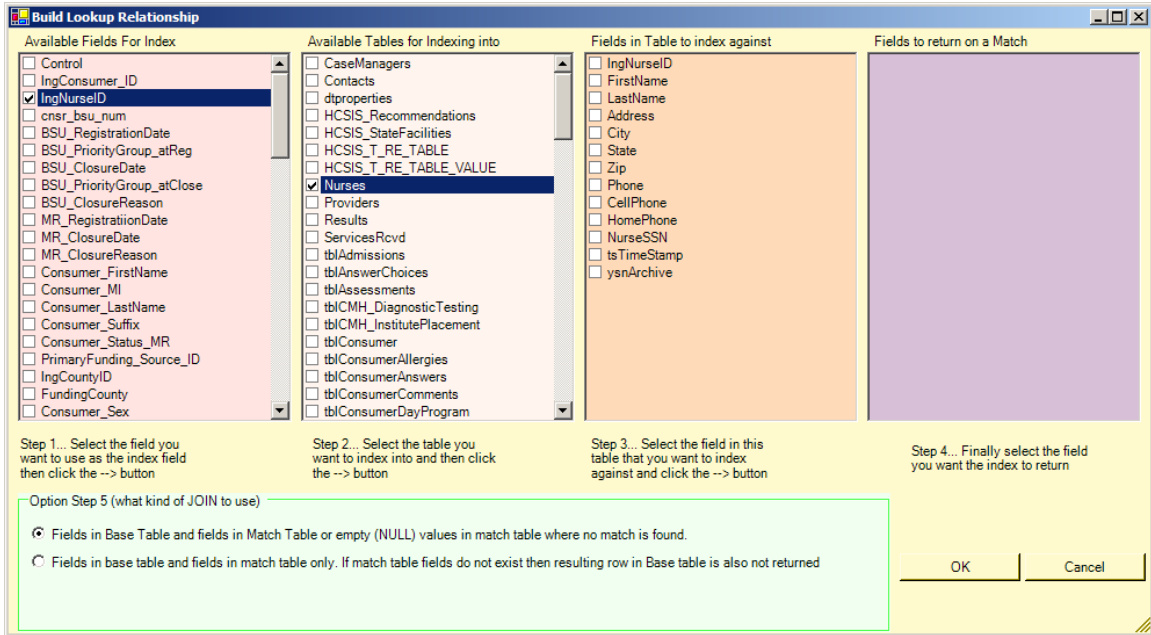 Build Lookup Relationship
Available Fields For Index
Control
lngConsumer_ID
lngNurseID
cnsr_bsu_num
BSU_RegistrationDate
BSU_PriorityGroup_atReg
BSU_ClosureDate
BSU_PriorityGroup_atClose
BSU_ClosureReason
MR_RegistratiionDate
MR_ClosureDate
MR_ClosureReason
Consumer_FirstName
Consumer_MI
Consumer_LastName
Consumer_Suffix
Consumer_Status_MR
PrimaryFunding_Source_ID
lngCountyID
FundingCounty
Consumer_Sex
Available Tables for Indexing into
CaseManagers
Contacts
dtproperties
HCSIS_Recommendations
HCSIS_StateFacilities
HCSIS_T_RE_TABLE
HCSIS_T_RE_TABLE_VALUE
Nurses
Providers
Results
ServicesRcvd
tblAdmissions
tblAnswerChoices
tblAssessments
tblCMH_DiagnosticTesting
tblCMH_InstitutePlacement
tblConsumer
tblConsumerAllergies
tblConsumerAnswers
tblConsumerComments
tblConsumerDayProgram
Fields in Table to index against
lngNurseID
FirstName
LastName
Address
City
State
Zip
Phone
CellPhone
HomePhone
NurseSSN
tsTimeStamp
ysnArchive
Fields to return on a Match
Step 1... Select the field you
want to use as the index field
then click the --> button
Step 2... Select the table you
want to index into and then click
the --> button
Step 3... Select the field in this
table that you want to index
against and click the --> button
Step 4... Finally select the field
you want the index to return
Option Step 5 (what kind of JOIN to use)
Fields in Base Table and fields in Match Table or empty (NULL) values in match table where no match is found.
Fields in base table and fields in match table only. If match table fields do not exist then resulting row in Base table is also not returned
OK
Cancel